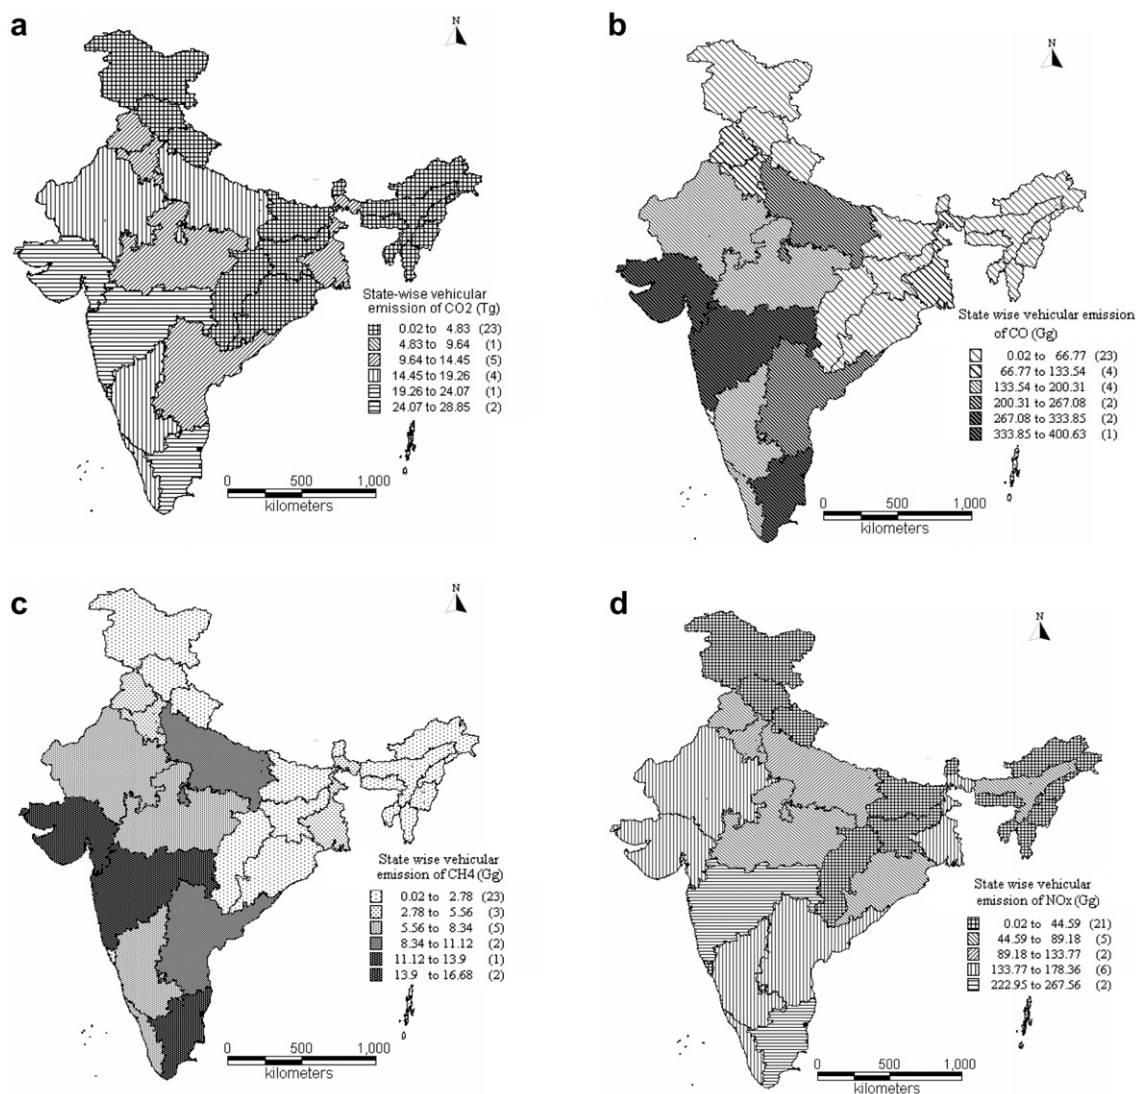 a
N
State-wise vehicular
emission of CO2 (Tg)
0.02 to 4.83 (23)
4.83 to 9.64 (1)
9.64 to 14.45 (5)
14.45 to 19.26 (4)
19.26 to 24.07 (1)
24.07 to 28.85 (2)
0 500 1,000
kilometers
b
N
State wise vehicular emission
of CO (Gg)
0.02 to 66.77 (23)
66.77 to 133.54 (4)
133.54 to 200.31 (4)
200.31 to 267.08 (2)
267.08 to 333.85 (2)
333.85 to 400.63 (1)
0 500 1,000
kilometers
c
N
State wise vehicular
emission of CH4 (Gg)
0.02 to 2.78 (23)
2.78 to 5.56 (3)
5.56 to 8.34 (5)
8.34 to 11.12 (2)
11.12 to 13.9 (1)
13.9 to 16.68 (2)
0 500 1,000
kilometers
d
N
State wise vehicular
emission of NOx (Gg)
0.02 to 44.59 (21)
44.59 to 89.18 (5)
89.18 to 133.77 (2)
133.77 to 178.36 (6)
222.95 to 267.56 (2)
0 500 1,000
kilometers